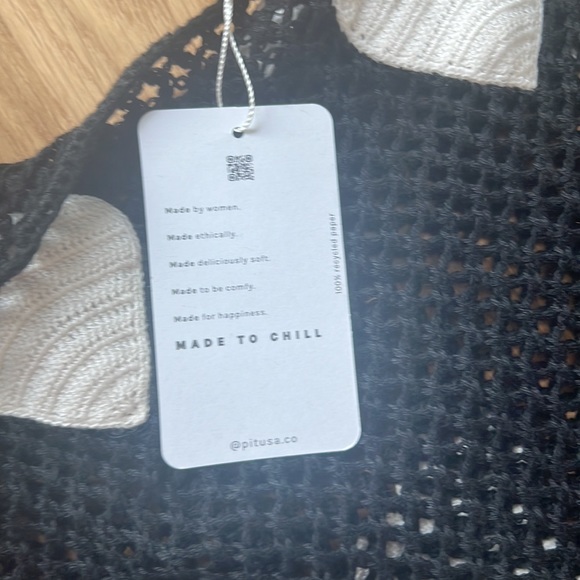 Made by women.
Made ethically.
Made deliciously soft.
Made to be comfy.
Made for happiness.
MADE TO CHILL
100% recycled paper
@pitusa.co